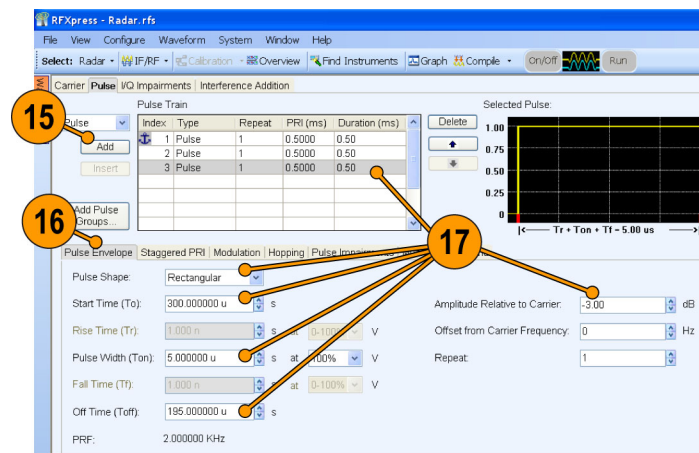 RFXpress - Radar.rfs
File View Configure Waveform System Window Help
Select: Radar IF/RF Calibration Overview Find Instruments Graph Compile On/Off Run
Carrier Pulse I/Q Impairments Interference Addition
Pulse Train
Selected Pulse:
15
Pulse
Add
Insert
Add Pulse
Groups...
Index Type Repeat PRI (ms) Duration (ms)
1 Pulse 1 0.5000 0.50
2 Pulse 1 0.5000 0.50
3 Pulse 1 0.5000 0.50
Delete
1.00
0.75
0.50
0.25
0
Tr + Ton + Tf - 5.00 us
16
17
Pulse Envelope Staggered PRI Modulation Hopping Pulse Impairments
Pulse Shape: Rectangular
Start Time (To): 300.000000 u s
Amplitude Relative to Carrier: -3.00 dB
Rise Time (Tr): 1.000 n s at 0-100% V
Offset from Carrier Frequency: 0 Hz
Pulse Width (Ton): 5.000000 u s at 100% V
Repeat: 1
Fall Time (Tf): 1.000 n s at 0-100% V
Off Time (Toff): 195.000000 u s
PRF: 2.000000 KHz